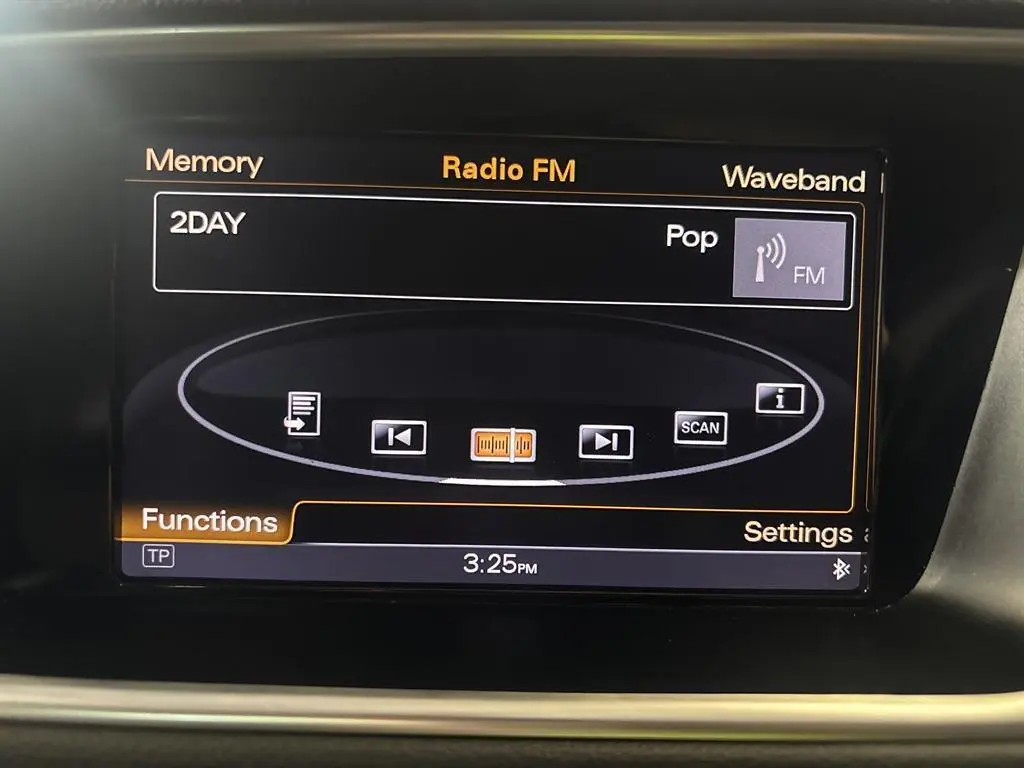 Memory
Radio FM
Waveband
2DAY
Pop
FM
SCAN
i
Functions
Settings
TP
3:25PM